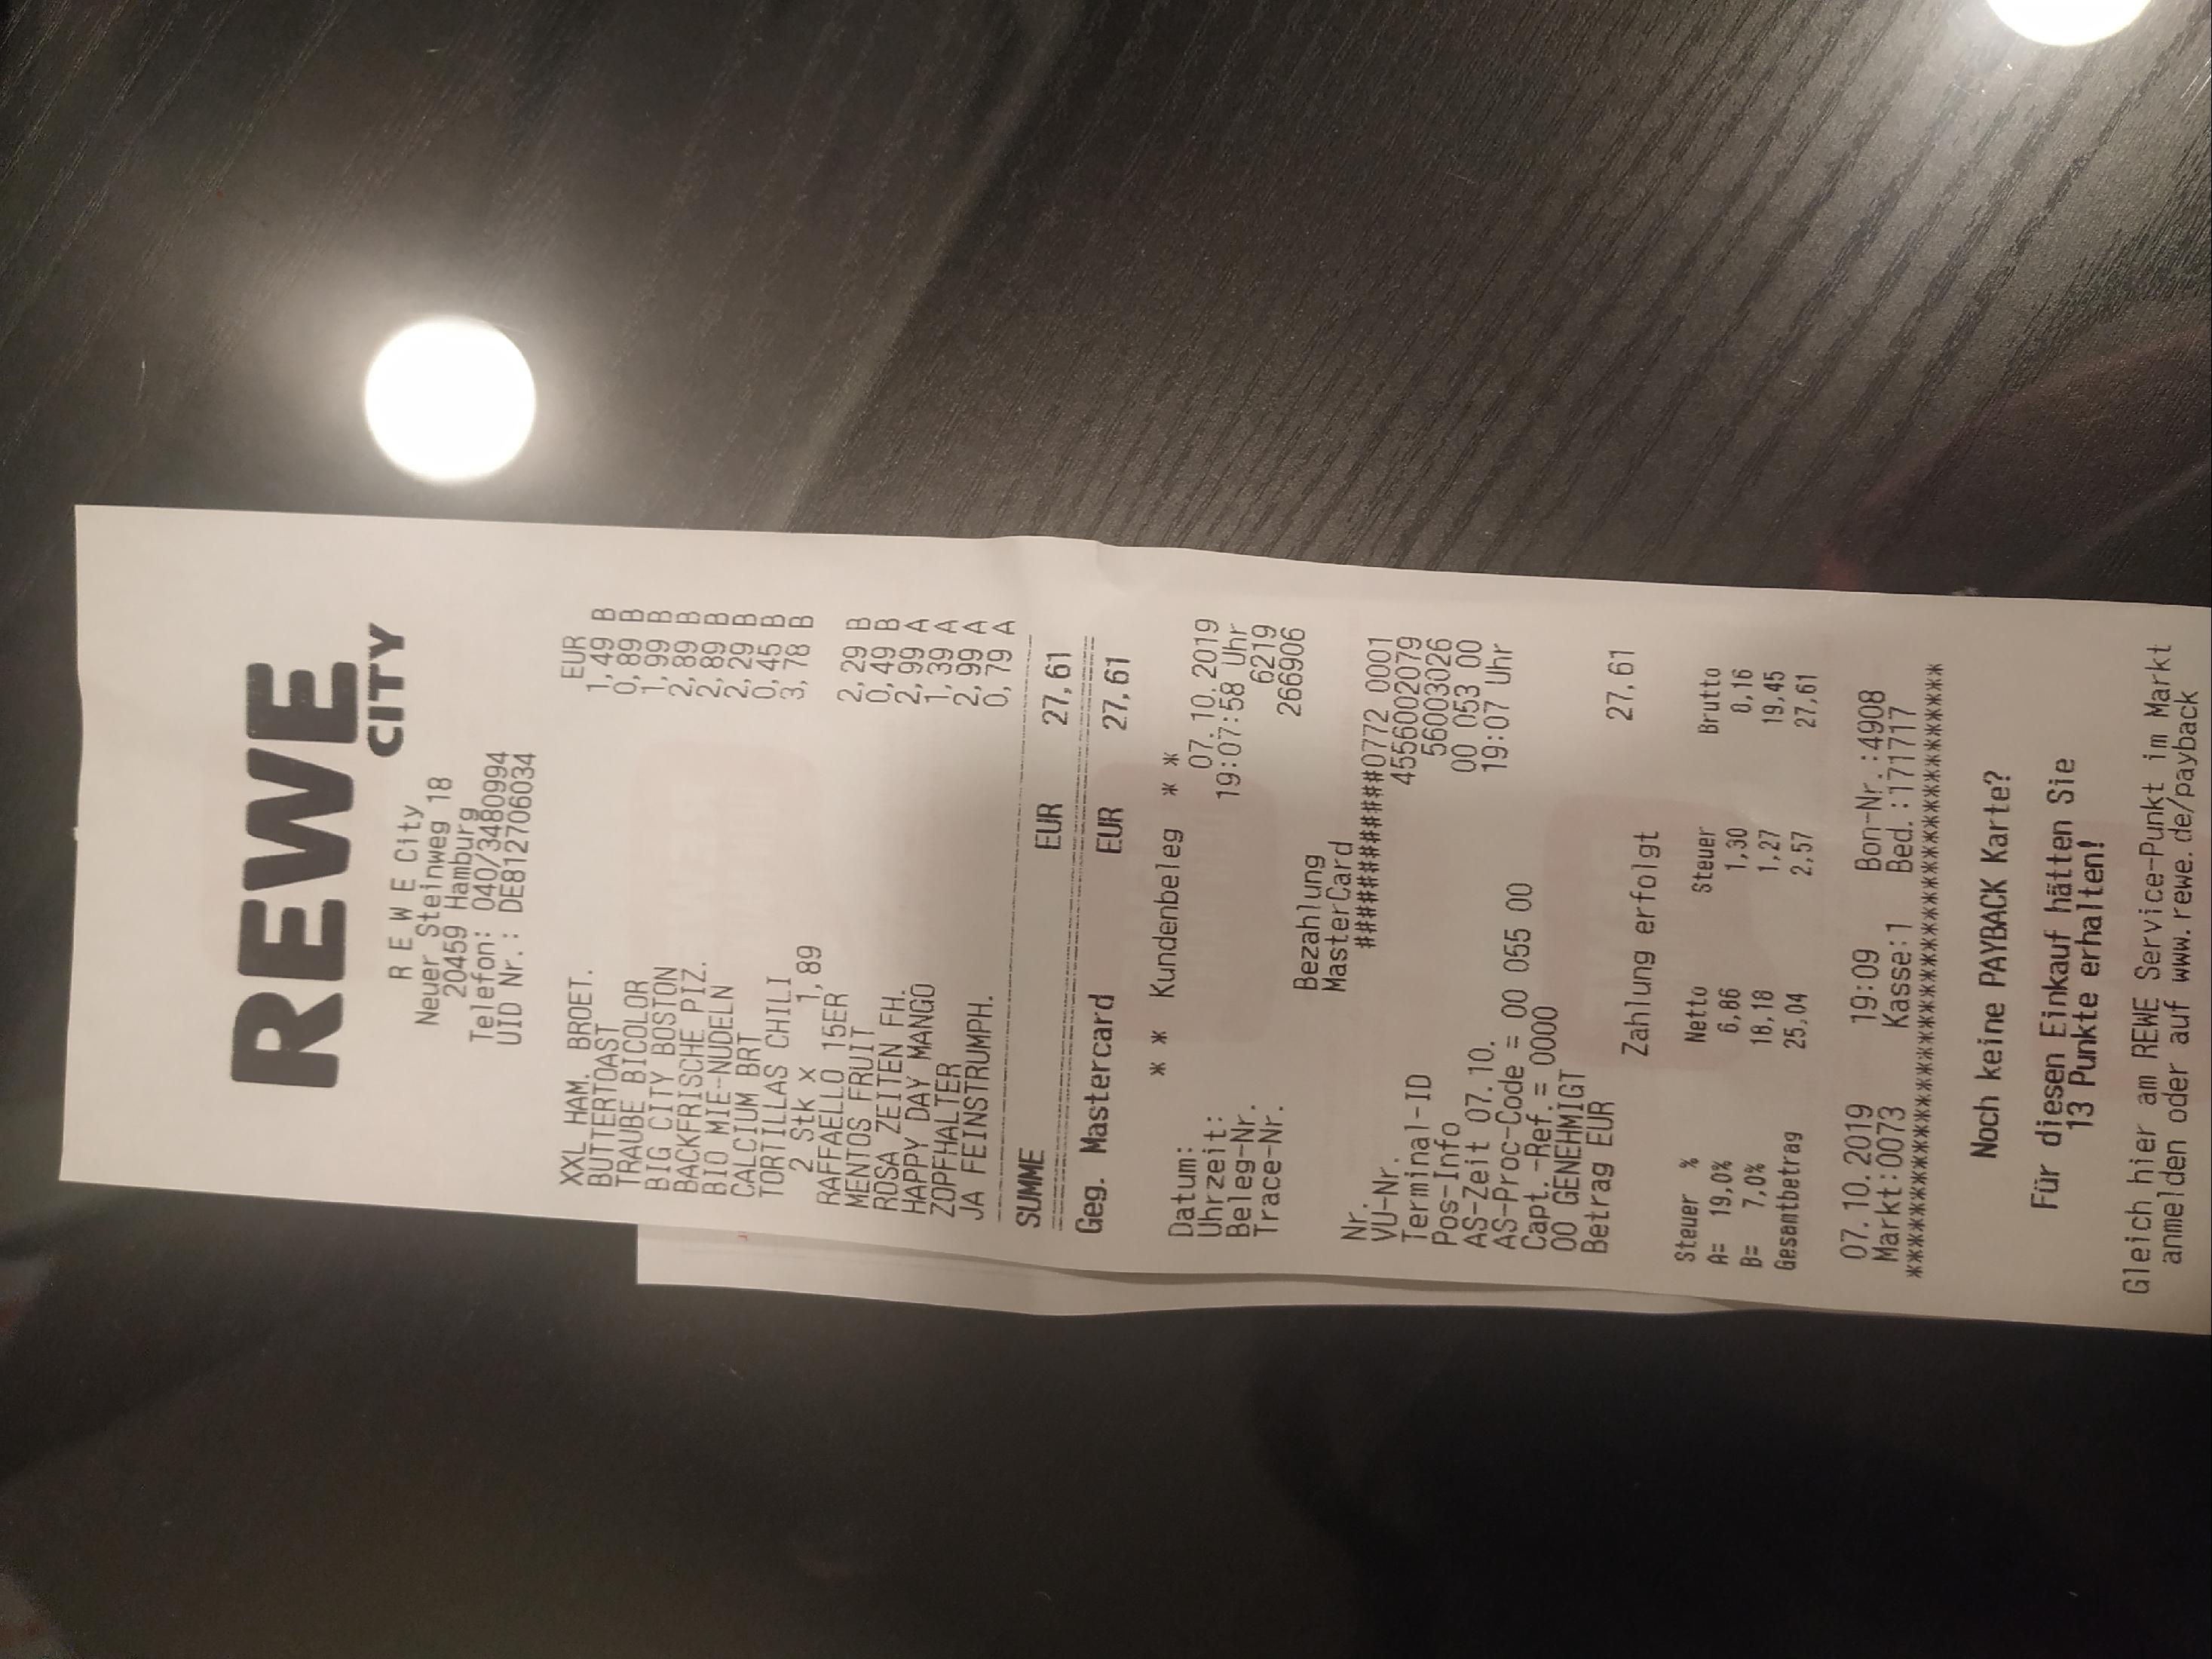 REWE
CITY
R E W E City
Neuer Steinweg 18
20459 Hamburg
Telefon: 040/3480994
UID Nr.: DE812706034
EUR
XXL HAM. BROET. 1,49 B
BUTTERTOAST 0,89 B
TRAUBE BICOLOR 1,99 B
BIG CITY BOSTON 2,89 B
BACKFRISCHE PIZ. 2,89 B
BIO MIE-NUDELN 2,29 B
CALCIUM BRT 0,45 B
TORTILLAS CHILI 3,78 B
2 Stk x 1,89
RAFFAELLO 15ER 2,29 B
MENTOS FRUIT 0,49 B
ROSA ZEITEN FH. 2,99 A
HAPPY DAY MANGO 1,39 A
ZOPFHALTER 2,99 A
JA FEINSTRUMPH. 0,79 A
SUMME EUR 27,61
Geg. Mastercard EUR 27,61
* * Kundenbeleg * *
Datum: 07.10.2019
Uhrzeit: 19:07:58 Uhr
Beleg-Nr. 6219
Trace-Nr. 266906
Bezahlung
MasterCard
Nr. ############0772 0001
VU-Nr. 4556002079
Terminal-ID 56003026
Pos-Info 00 053 00
AS-Zeit 07.10. 19:07 Uhr
AS-Proc-Code = 00 055 00
Capt.-Ref.= 0000
00 GENEHMIGT
Betrag EUR 27,61
Zahlung erfolgt
Steuer % Netto Steuer Brutto
A= 19,0% 6,86 1,30 8,16
B= 7,0% 18,18 1,27 19,45
Gesamtbetrag 25,04 2,57 27,61
07.10.2019 19:09 Bon-Nr.:4908
Markt:0073 Kasse:1 Bed.:171717
****************************************
Noch keine PAYBACK Karte?
Für diesen Einkauf hätten Sie
13 Punkte erhalten!
Gleich hier am REWE Service-Punkt im Markt
anmelden oder auf www.rewe.de/payback